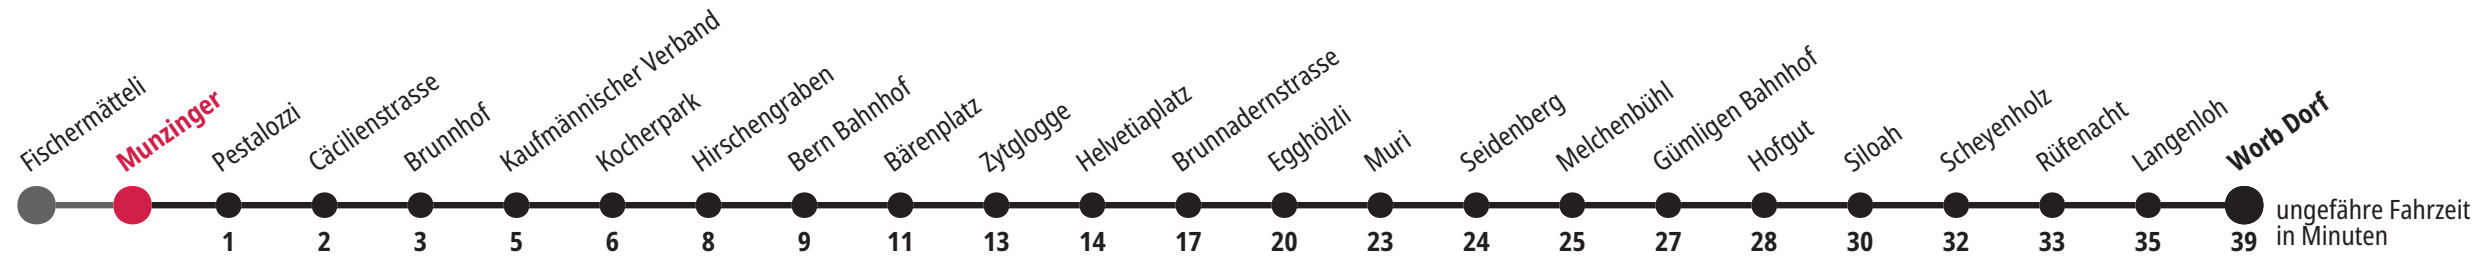 Fischermätteli
Munzinger
Pestalozzi
Cäcilienstrasse
Brunnhof
Kaufmännischer Verband
Kocherpark
Hirschengraben
Bern Bahnhof
Bärenplatz
Zytglogge
Helvetiaplatz
Brunnadernstrasse
Egghölzli
Muri
Seidenberg
Melchenbühl
Gümligen Bahnhof
Hofgut
Siloah
Scheyenholz
Rüfenacht
Langenloh
Worb Dorf
1 2 3 5 6 8 9 11 13 14 17 20 23 24 25 27 28 30 32 33 35 39
ungefähre Fahrzeit
in Minuten